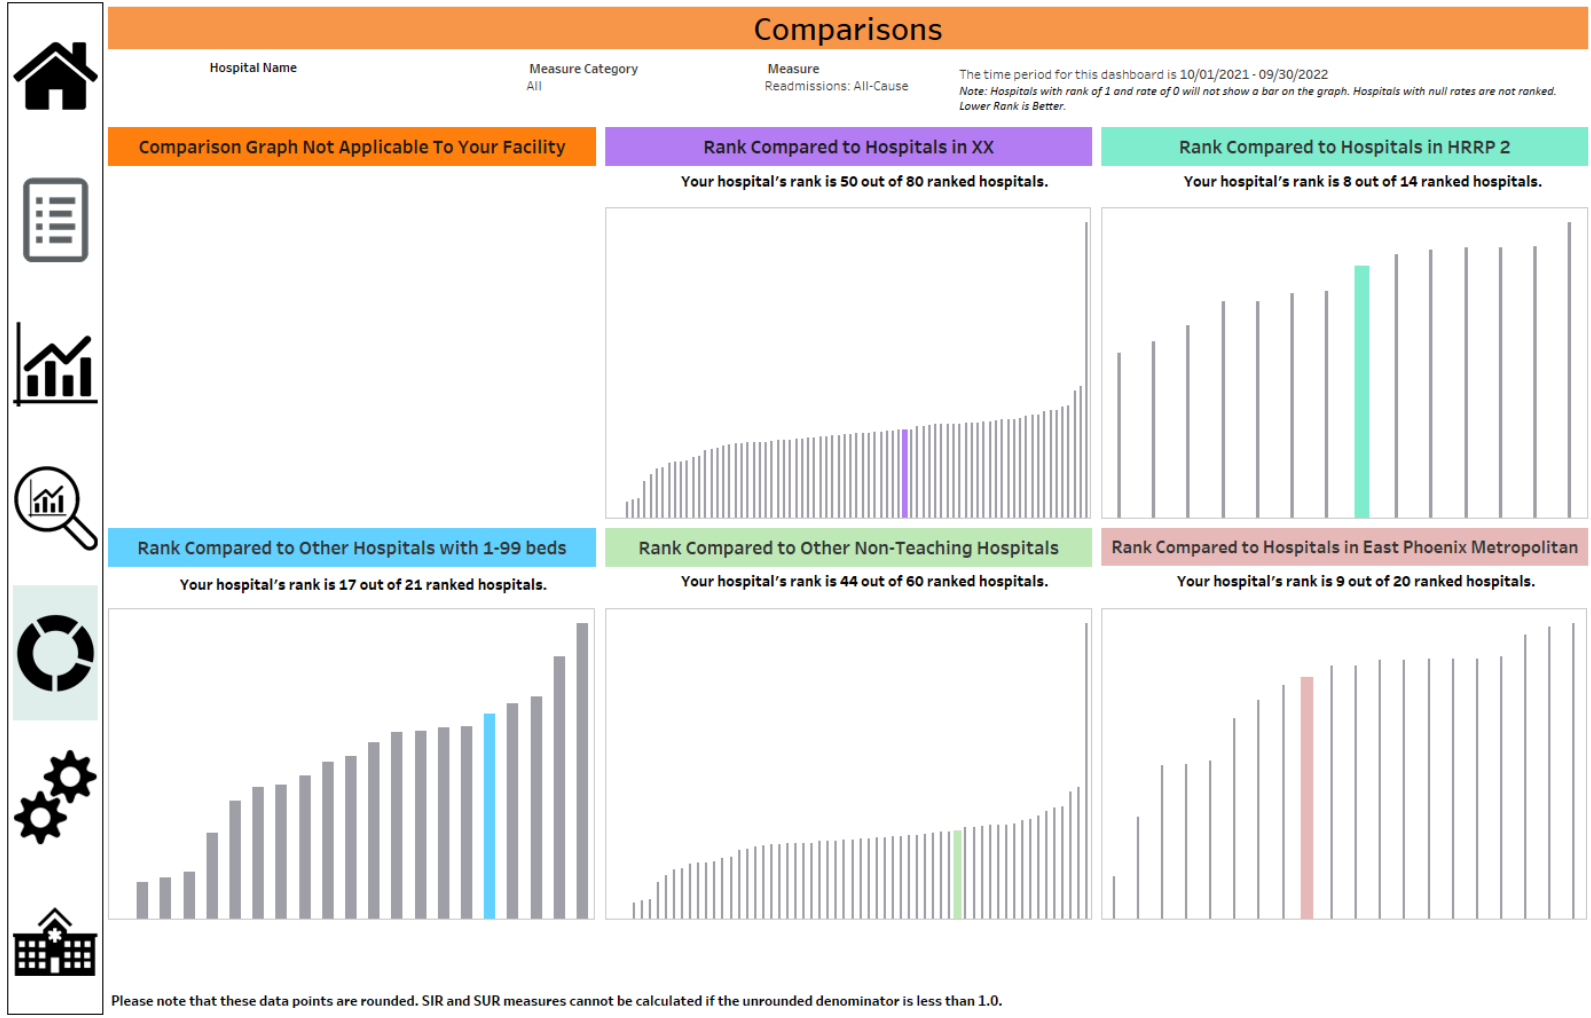 Comparisons
Hospital Name
Measure Category
All
Measure
Readmissions: All-Cause
The time period for this dashboard is 10/01/2021 - 09/30/2022
Note: Hospitals with rank of 1 and rate of 0 will not show a bar on the graph. Hospitals with null rates are not ranked.
Lower Rank is Better.
Comparison Graph Not Applicable To Your Facility
Rank Compared to Hospitals in XX
Your hospital's rank is 50 out of 80 ranked hospitals.
Rank Compared to Hospitals in HRRP 2
Your hospital's rank is 8 out of 14 ranked hospitals.
Rank Compared to Other Hospitals with 1-99 beds
Your hospital's rank is 17 out of 21 ranked hospitals.
Rank Compared to Other Non-Teaching Hospitals
Your hospital's rank is 44 out of 60 ranked hospitals.
Rank Compared to Hospitals in East Phoenix Metropolitan
Your hospital's rank is 9 out of 20 ranked hospitals.
Please note that these data points are rounded. SIR and SUR measures cannot be calculated if the unrounded denominator is less than 1.0.